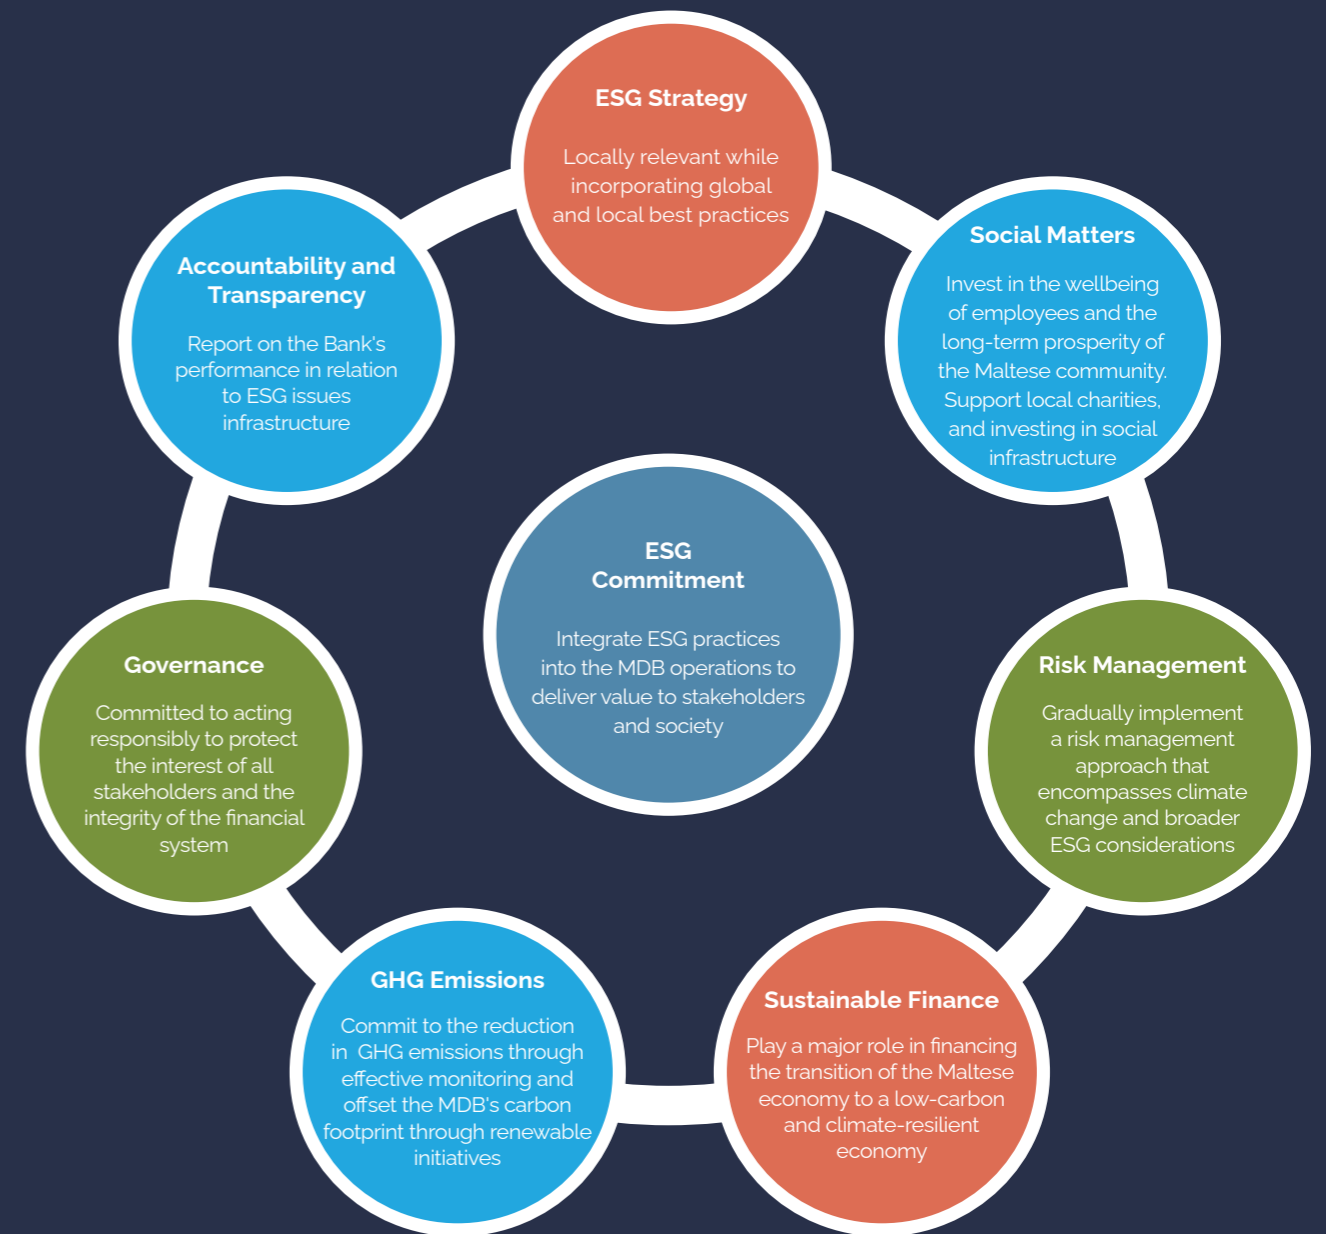 ESG Strategy
Locally relevant while
incorporating global
and local best practices
Social Matters
Invest in the wellbeing
of employees and the
long-term prosperity of
the Maltese community.
Support local charities,
and investing in social
infrastructure
Risk Management
Gradually implement
a risk management
approach that
encompasses climate
change and broader
ESG considerations
Sustainable Finance
Play a major role in financing
the transition of the Maltese
economy to a low-carbon
and climate-resilient
economy
GHG Emissions
Commit to the reduction
in GHG emissions through
effective monitoring and
offset the MDB's carbon
footprint through renewable
initiatives
Governance
Committed to acting
responsibly to protect
the interest of all
stakeholders and the
integrity of the financial
system
Accountability and
Transparency
Report on the Bank's
performance in relation
to ESG issues
infrastructure
ESG
Commitment
Integrate ESG practices
into the MDB operations to
deliver value to stakeholders
and society